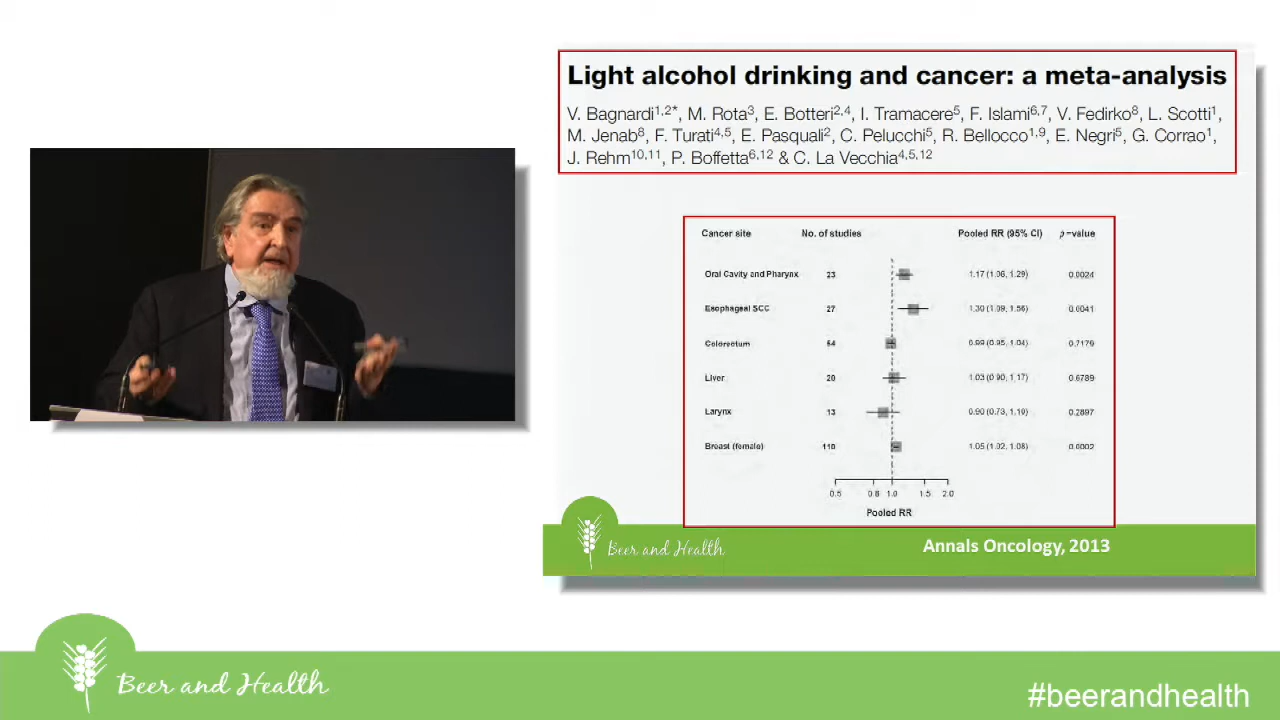 Light alcohol drinking and cancer: a meta-analysis
V. Bagnardi1,2*, M. Rota3, E. Botteri2,4, I. Tramacere5, F. Islami6,7, V. Fedirko8, L. Scotti1,
M. Jenab8, F. Turati4,5, E. Pasquali2, C. Pelucchi5, R. Bellocco1,9, E. Negri5, G. Corrao1,
J. Rehm10,11, P. Boffetta6,12 & C. La Vecchia4,5,12
Cancer site No. of studies Pooled RR (95% CI) p–value
Oral Cavity and Pharynx 23 1.17 (1.06, 1.29) 0.0024
Esophageal SCC 27 1.30 (1.09, 1.56) 0.0041
Colorectum 54 0.99 (0.95, 1.04) 0.7179
Liver 20 1.03 (0.90, 1.17) 0.6789
Larynx 13 0.90 (0.73, 1.10) 0.2897
Breast (female) 110 1.05 (1.02, 1.08) 0.0002
0.5 0.8 1.0 1.5 2.0
Pooled RR
Beer and Health
Annals Oncology, 2013
Beer and Health
#beerandhealth